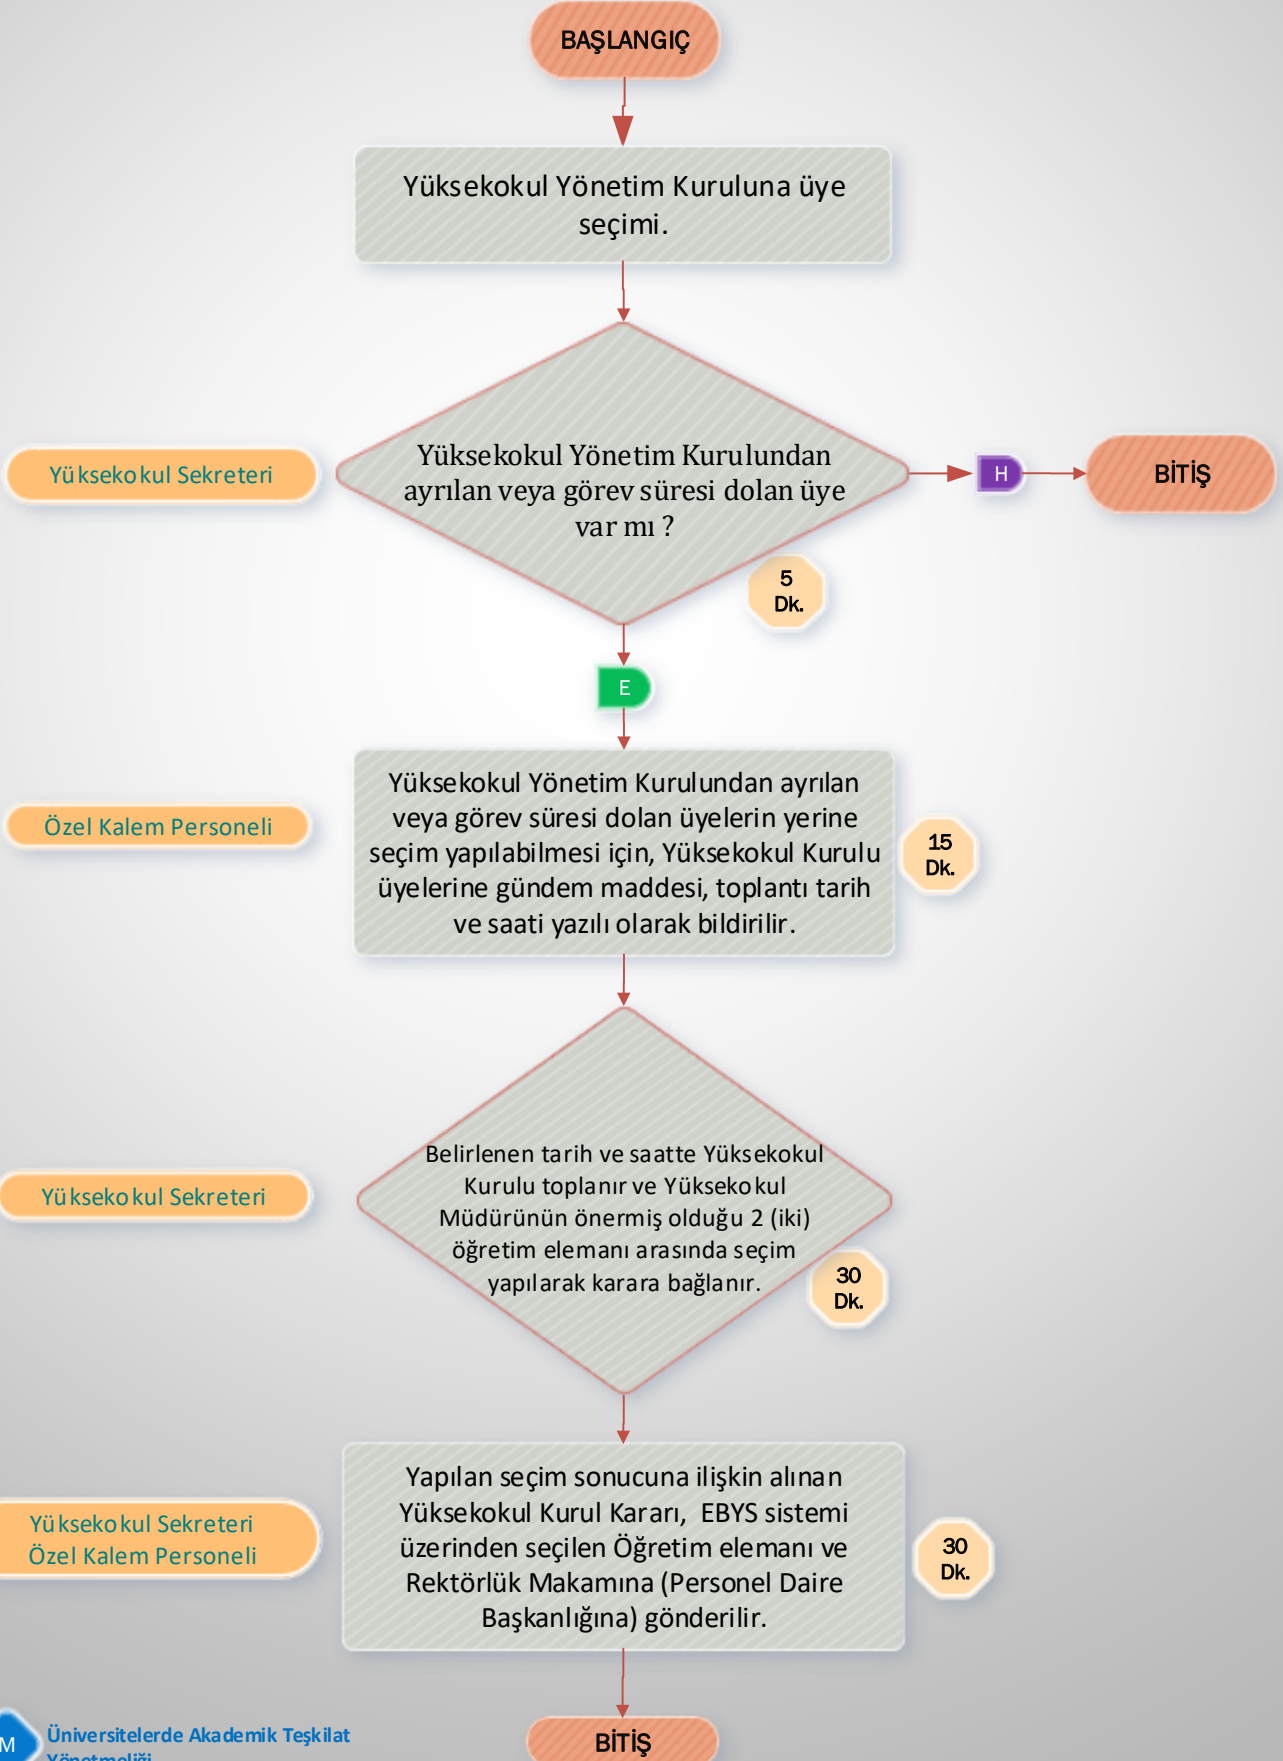 BAŞLANGIÇ
Yüksekokul Yönetim Kuruluna üye
seçimi.
Yüksekokul Sekreteri
Yüksekokul Yönetim Kurulundan
ayrılan veya görev süresi dolan üye
var mı ?
H
BİTİŞ
5
Dk.
E
Özel Kalem Personeli
Yüksekokul Yönetim Kurulundan ayrılan
veya görev süresi dolan üyelerin yerine
seçim yapılabilmesi için, Yüksekokul Kurulu
üyelerine gündem maddesi, toplantı tarih
ve saati yazılı olarak bildirilir.
15
Dk.
Yüksekokul Sekreteri
Belirlenen tarih ve saatte Yüksekokul
Kurulu toplanır ve Yüksekokul
Müdürünün önermiş olduğu 2 (iki)
öğretim elemanı arasında seçim
yapılarak karara bağlanır.
30
Dk.
Yüksekokul Sekreteri
Özel Kalem Personeli
Yapılan seçim sonucuna ilişkin alınan
Yüksekokul Kurul Kararı, EBYS sistemi
üzerinden seçilen Öğretim elemanı ve
Rektörlük Makamına (Personel Daire
Başkanlığına) gönderilir.
30
Dk.
M
Üniversitelerde Akademik Teşkilat
Yönetmeliği
BİTİŞ